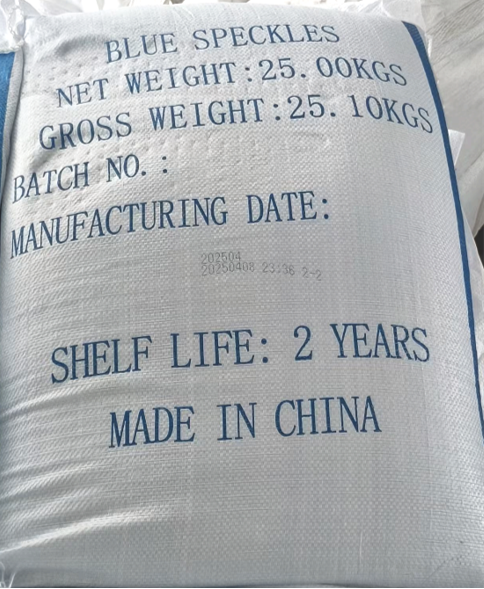 BLUE SPECKLES
NET WEIGHT:25.00KGS
GROSS WEIGHT:25.10KGS
BATCH NO.:
MANUFACTURING DATE:
202504
20250408 23:36 2-2
SHELF LIFE: 2 YEARS
MADE IN CHINA